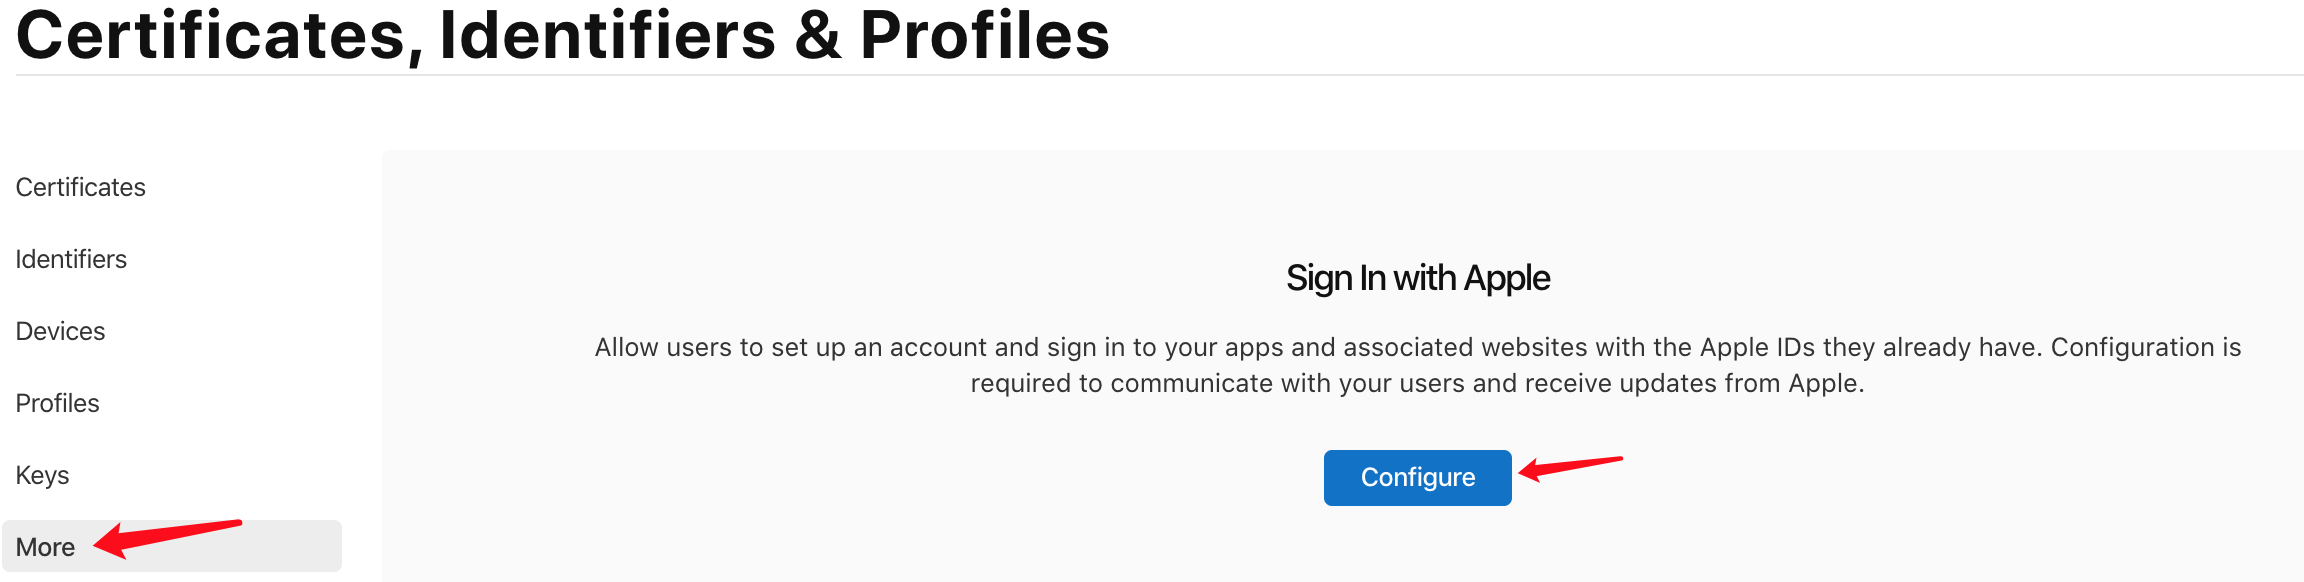 Certificates, Identifiers & Profiles
Certificates
Identifiers
Devices
Profiles
Keys
More
Sign In with Apple
Allow users to set up an account and sign in to your apps and associated websites with the Apple IDs they already have. Configuration is
required to communicate with your users and receive updates from Apple.
Configure